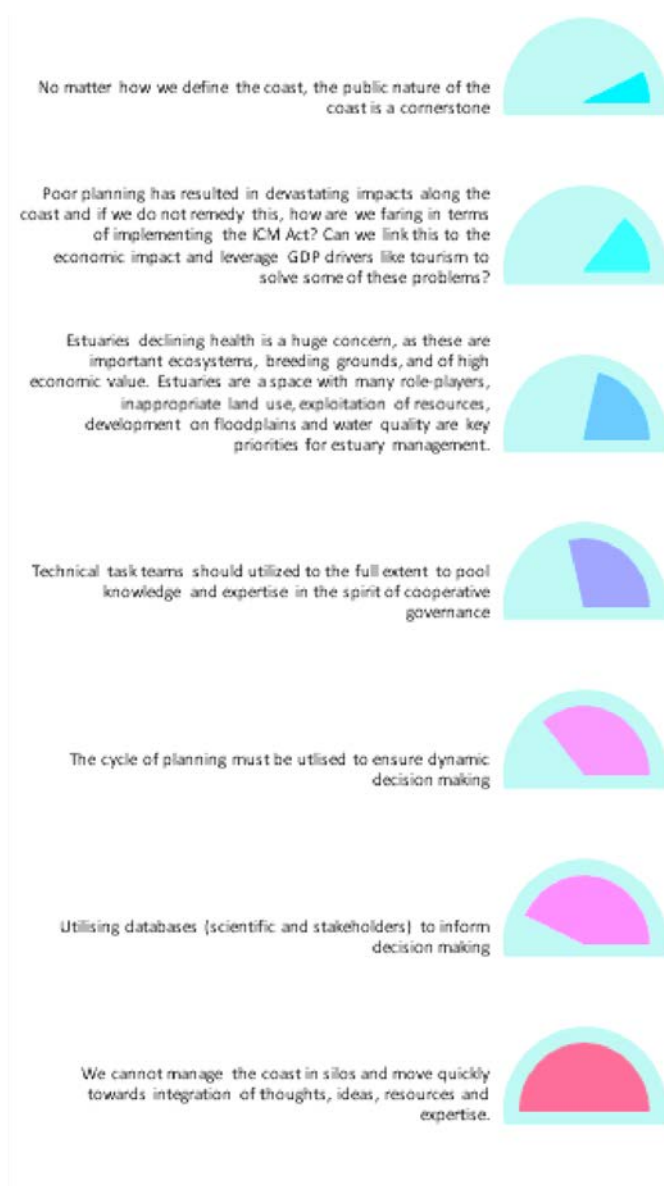 No matter how we define the coast, the public nature of the
coast is a cornerstone
Poor planning has resulted in devastating impacts along the
coast and if we do not remedy this, how are we faring in terms
of implementing the ICM Act? Can we link this to the
economic impact and leverage GDP drivers like tourism to
solve some of these problems?
Estuaries declining health is a huge concern, as these are
important ecosystems, breeding grounds, and of high
economic value. Estuaries are a space with many role-players,
inappropriate land use, exploitation of resources,
development on floodplains and water quality are key
priorities for estuary management.
Technical task teams should utilized to the full extent to pool
knowledge and expertise in the spirit of cooperative
governance
The cycle of planning must be utlised to ensure dynamic
decision making
Utilising databases (scientific and stakeholders) to inform
decision making
We cannot manage the coast in silos and move quickly
towards integration of thoughts, ideas, resources and
expertise.